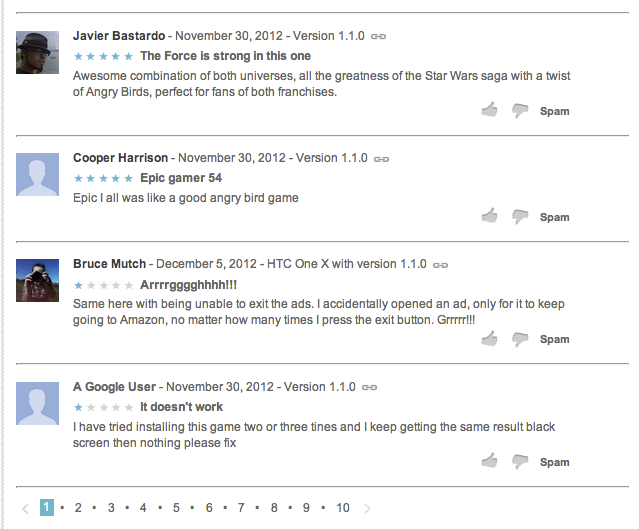 Javier Bastardo - November 30, 2012 - Version 1.1.0
The Force is strong in this one
Awesome combination of both universes, all the greatness of the Star Wars saga with a twist
of Angry Birds, perfect for fans of both franchises.
Spam
Cooper Harrison - November 30, 2012 - Version 1.1.0
Epic gamer 54
Epic I all was like a good angry bird game
Spam
Bruce Mutch - December 5, 2012 - HTC One X with version 1.1.0
Arrrrgggghhhh!!!
Same here with being unable to exit the ads. I accidentally opened an ad, only for it to keep
going to Amazon, no matter how many times I press the exit button. Grrrrr!!!
Spam
A Google User - November 30, 2012 - Version 1.1.0
It doesn't work
I have tried installing this game two or three tines and I keep getting the same result black
screen then nothing please fix
Spam
1 • 2 • 3 • 4 • 5 • 6 • 7 • 8 • 9 • 10